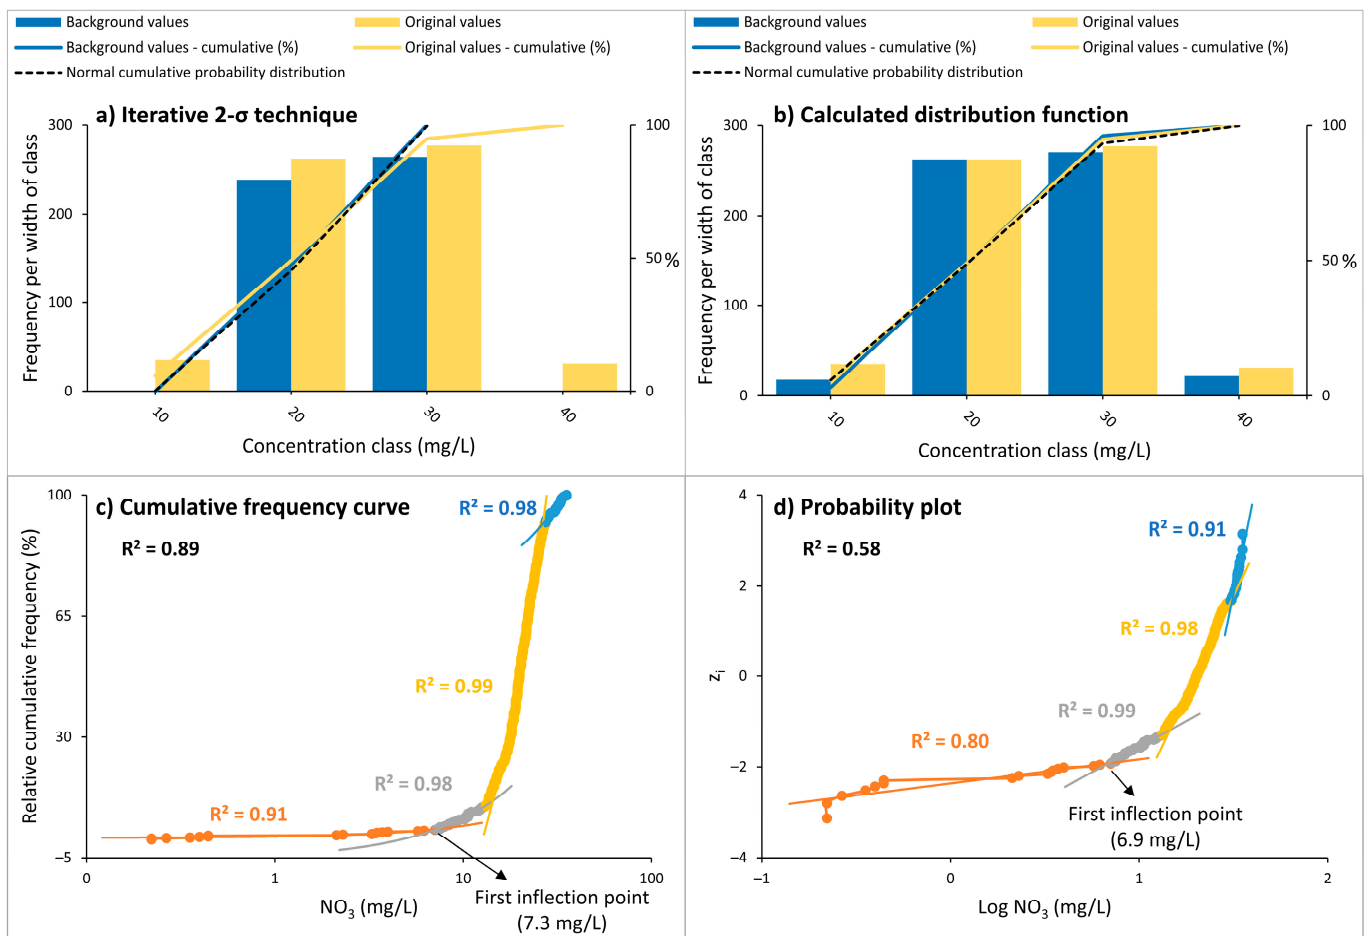 Background values
Original values
Background values - cumulative (%)
Original values - cumulative (%)
Normal cumulative probability distribution
a) Iterative 2-σ technique
Frequency per width of class
300
200
100
0
100
50
%
0
10
20
30
40
Concentration class (mg/L)
Background values
Original values
Background values - cumulative (%)
Original values - cumulative (%)
Normal cumulative probability distribution
b) Calculated distribution function
Frequency per width of class
300
200
100
0
100
50
%
0
10
20
30
40
Concentration class (mg/L)
c) Cumulative frequency curve
R² = 0.89
R² = 0.98
R² = 0.99
R² = 0.98
R² = 0.91
Relative cumulative frequency (%)
100
65
30
–5
0
1
10
100
NO₃ (mg/L)
First inflection point
(7.3 mg/L)
d) Probability plot
R² = 0.58
R² = 0.91
R² = 0.98
R² = 0.99
R² = 0.80
zᵢ
4
2
0
–2
–4
First inflection point
(6.9 mg/L)
–1
0
1
2
Log NO₃ (mg/L)